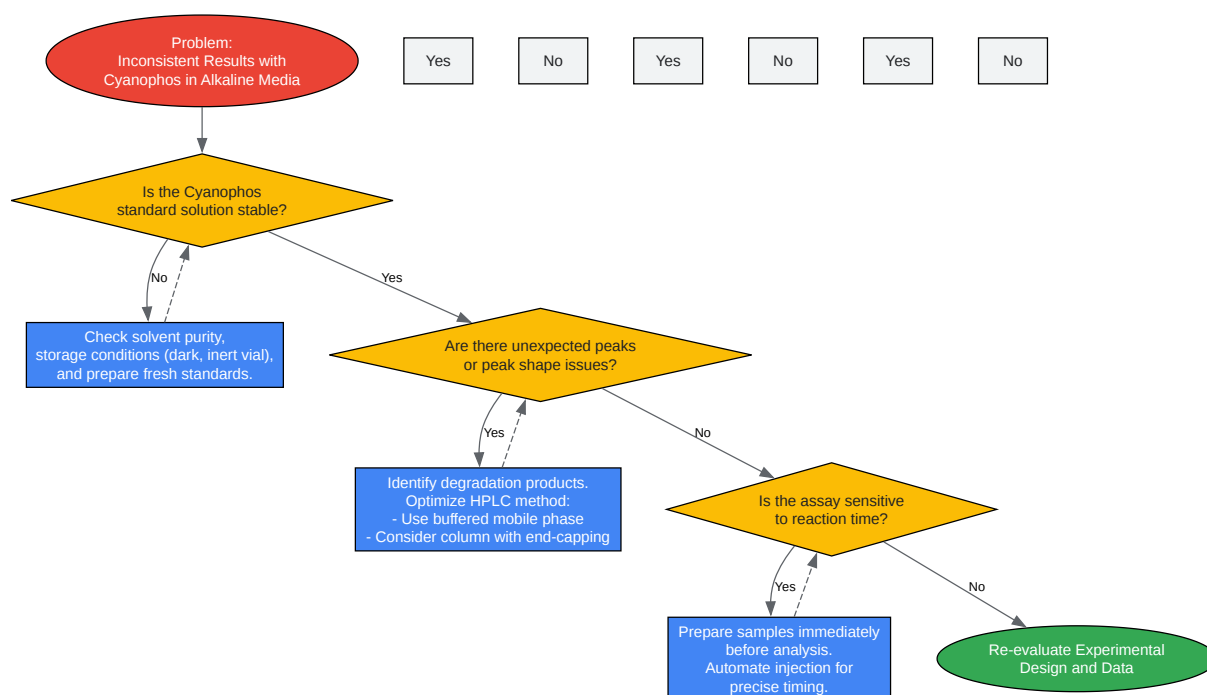 Problem:
Inconsistent Results with
Cyanophos in Alkaline Media
Yes
No
Yes
No
Yes
No
Is the Cyanophos
standard solution stable?
No
Yes
Check solvent purity,
storage conditions (dark, inert vial),
and prepare fresh standards.
Are there unexpected peaks
or peak shape issues?
Yes
No
Identify degradation products.
Optimize HPLC method:
- Use buffered mobile phase
- Consider column with end-capping
Is the assay sensitive
to reaction time?
Yes
No
Prepare samples immediately
before analysis.
Automate injection for
precise timing.
Re-evaluate Experimental
Design and Data